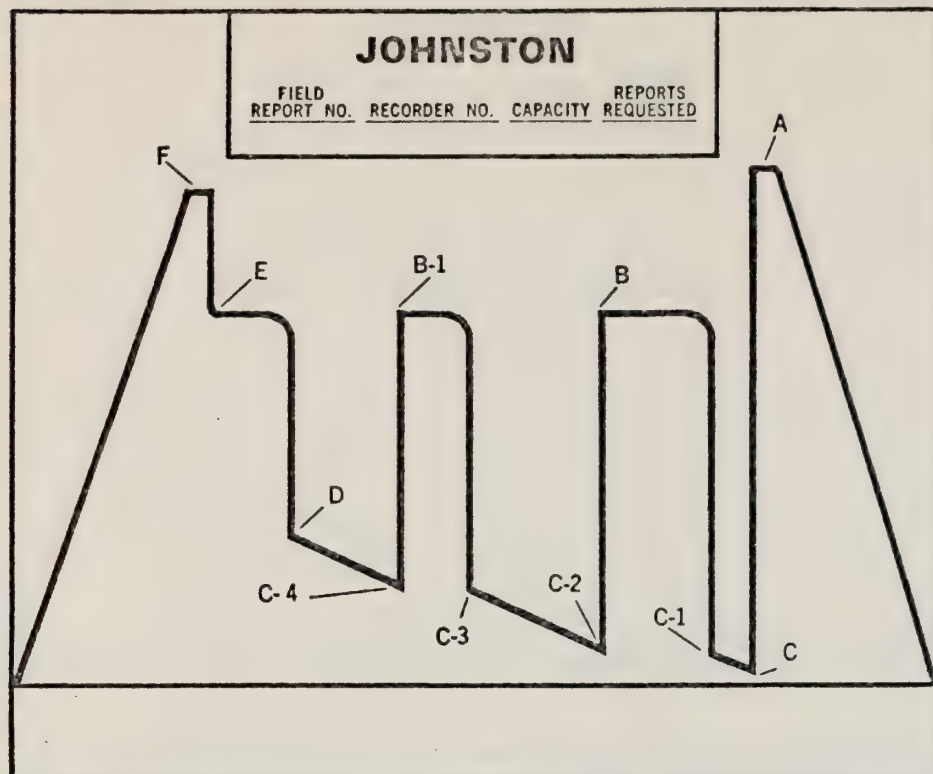 JOHNSTON
FIELD REPORT NO. RECORDER NO. CAPACITY REPORTS REQUESTED
A
F
E
B-1
B
D
C-4
C-3
C-2
C-1
C